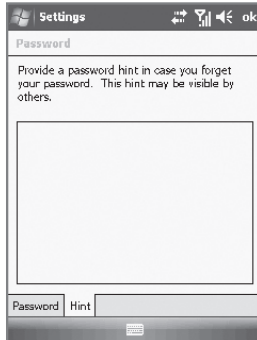 Settings
ok
Password
Provide a password hint in case you forget
your password. This hint may be visible by
others.
Password Hint